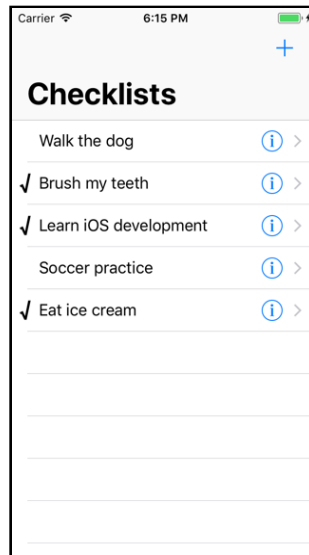 Carrier 6:15 PM
+
Checklists
Walk the dog
√ Brush my teeth
√ Learn iOS development
Soccer practice
√ Eat ice cream